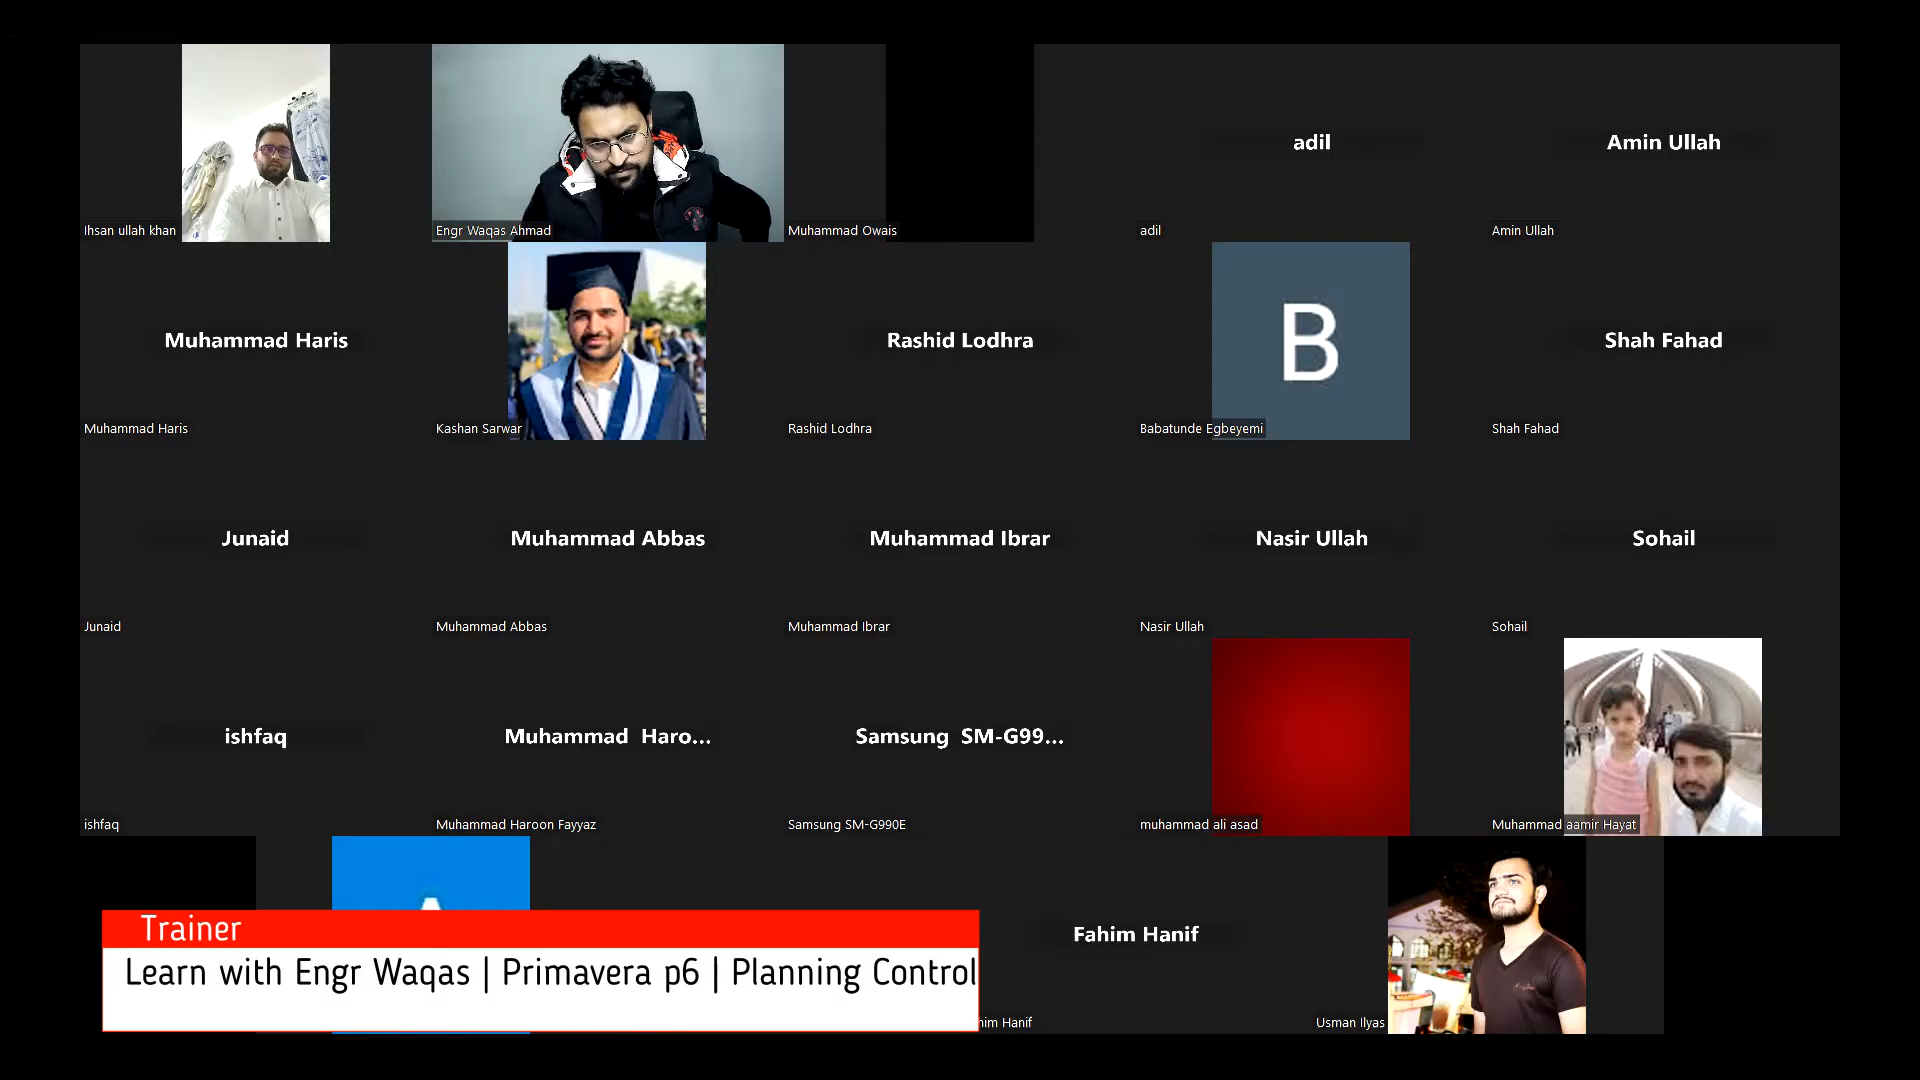 adil
Amin Ullah
Ihsan ullah khan
Engr Waqas Ahmad
Muhammad Owais
adil
Amin Ullah
Muhammad Haris
Rashid Lodhra
B
Shah Fahad
Muhammad Haris
Kashan Sarwar
Rashid Lodhra
Babatunde Egbeyemi
Shah Fahad
Junaid
Muhammad Abbas
Muhammad Ibrar
Nasir Ullah
Sohail
Junaid
Muhammad Abbas
Muhammad Ibrar
Nasir Ullah
Sohail
ishfaq
Muhammad Haro...
Samsung SM-G99...
ishfaq
Muhammad Haroon Fayyaz
Samsung SM-G990E
muhammad ali asad
Muhammad aamir Hayat
Trainer
Learn with Engr Waqas | Primavera p6 | Planning Control
Fahim Hanif
Hanif
Usman Ilyas